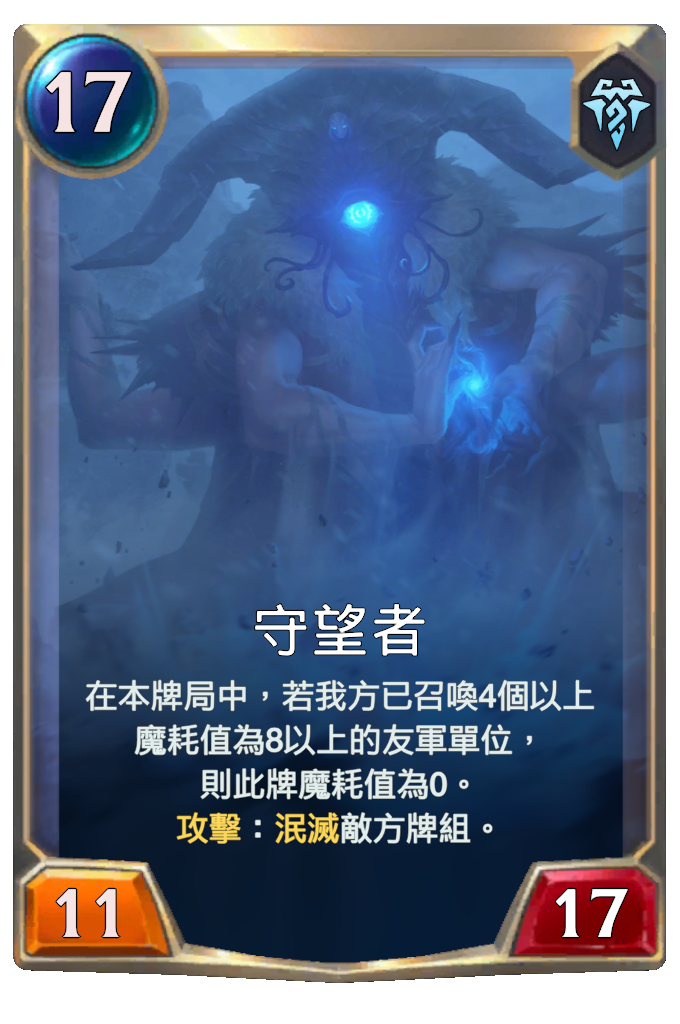 17
守望者
在本牌局中，若我方已召喚4個以上
魔耗值為8以上的友軍單位，
則此牌魔耗值為0。
攻擊：泯滅敵方牌組。
11
17